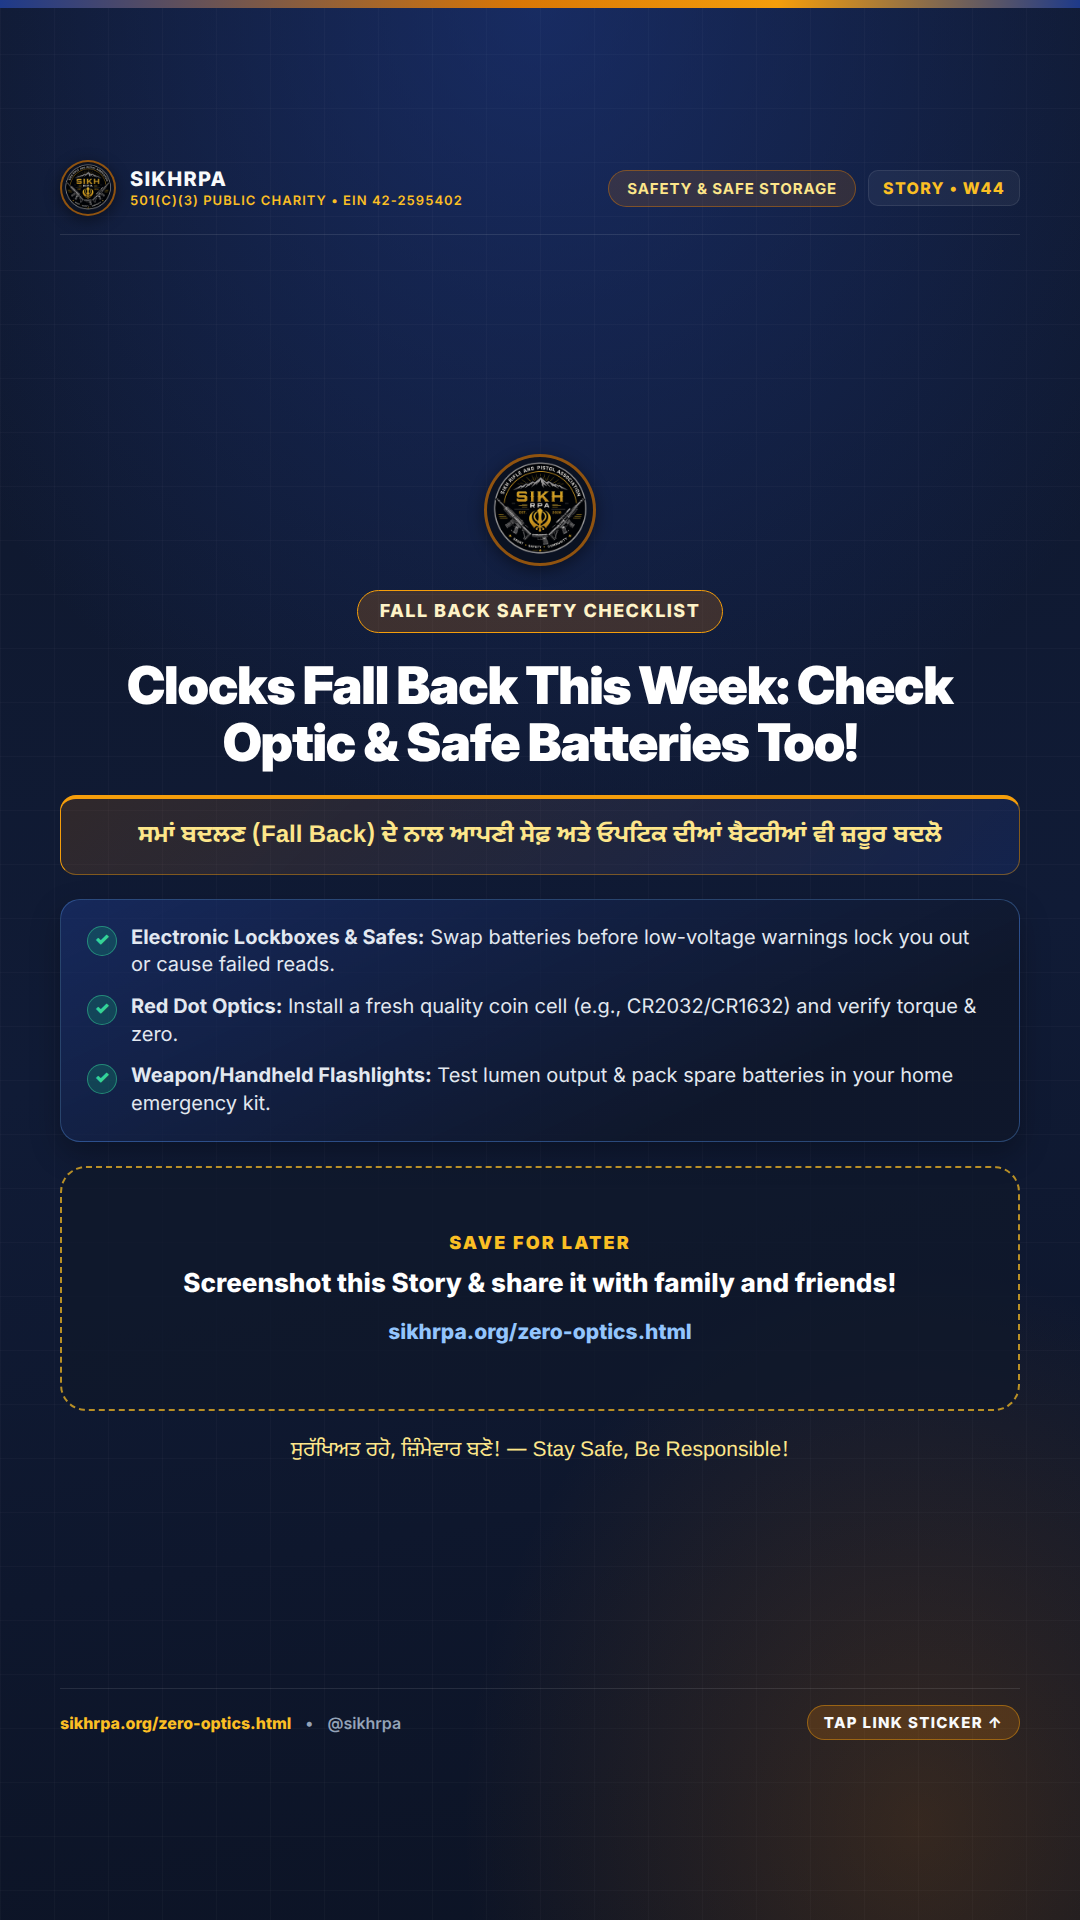 SIKHRPA
501(C)(3) PUBLIC CHARITY • EIN 42-2595402
SAFETY & SAFE STORAGE
STORY • W44
SIKH RIFLE AND PISTOL ASSOCIATION
SIKH
RPA
FALL BACK SAFETY CHECKLIST
Clocks Fall Back This Week: Check
Optic & Safe Batteries Too!
ਸਮਾਂ ਬਦਲਣ (Fall Back) ਦੇ ਨਾਲ ਆਪਣੀ ਸੇਫ਼ ਅਤੇ ਓਪਟਿਕ ਦੀਆਂ ਬੈਟਰੀਆਂ ਵੀ ਜ਼ਰੂਰ ਬਦਲੋ
Electronic Lockboxes & Safes: Swap batteries before low-voltage warnings lock you out
or cause failed reads.
Red Dot Optics: Install a fresh quality coin cell (e.g., CR2032/CR1632) and verify torque &
zero.
Weapon/Handheld Flashlights: Test lumen output & pack spare batteries in your home
emergency kit.
SAVE FOR LATER
Screenshot this Story & share it with family and friends!
sikhrpa.org/zero-optics.html
ਸੁਰੱਖਿਅਤ ਰਹੋ, ਜ਼ਿੰਮੇਵਾਰ ਬਣੋ! — Stay Safe, Be Responsible!
sikhrpa.org/zero-optics.html • @sikhrpa
TAP LINK STICKER ↑